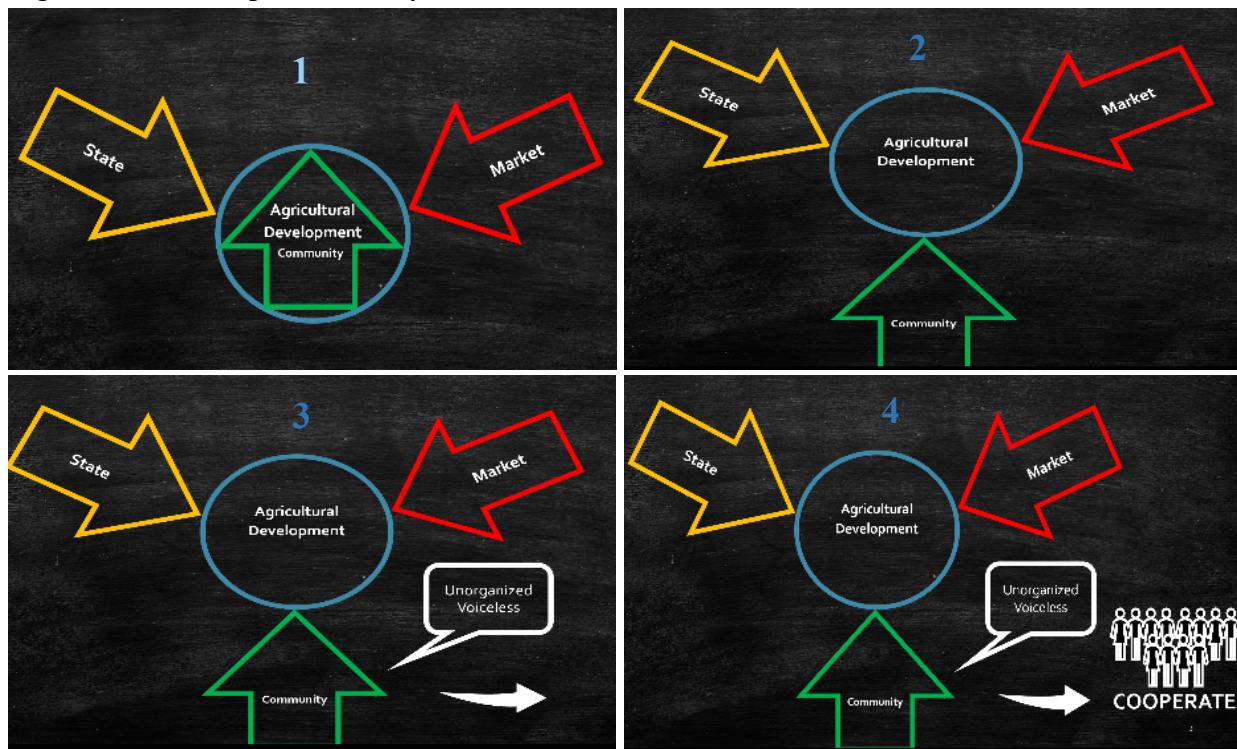 1
State
Market
Agricultural
Development
Community
2
State
Market
Agricultural
Development
Community
3
State
Market
Agricultural
Development
Unorganized
Voiceless
Community
4
State
Market
Agricultural
Development
Unorganized
Voiceless
Community
COOPERATE